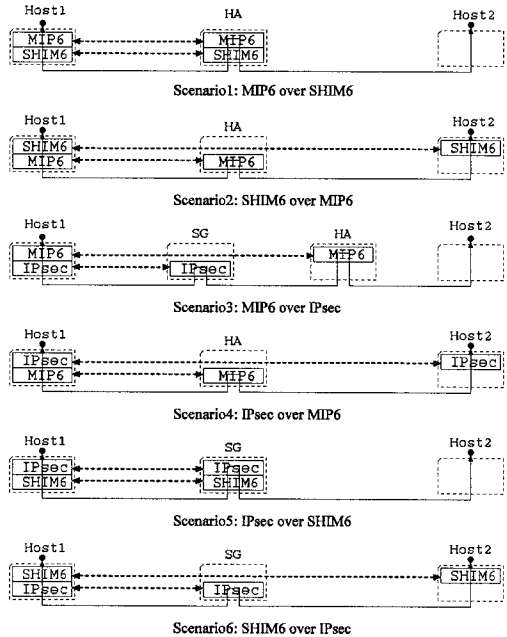 Host1 HA Host2
MIP6 MIP6
SHIM6 SHIM6
Scenario1: MIP6 over SHIM6
Host1 HA Host2
SHIM6 SHIM6
MIP6 MIP6
Scenario2: SHIM6 over MIP6
Host1 SG HA Host2
MIP6 MIP6
IPsec IPsec
Scenario3: MIP6 over IPsec
Host1 HA Host2
IPsec IPsec
MIP6 MIP6
Scenario4: IPsec over MIP6
Host1 SG Host2
IPsec IPsec
SHIM6 SHIM6
Scenario5: IPsec over SHIM6
Host1 SG Host2
SHIM6 SHIM6
IPsec IPsec
Scenario6: SHIM6 over IPsec